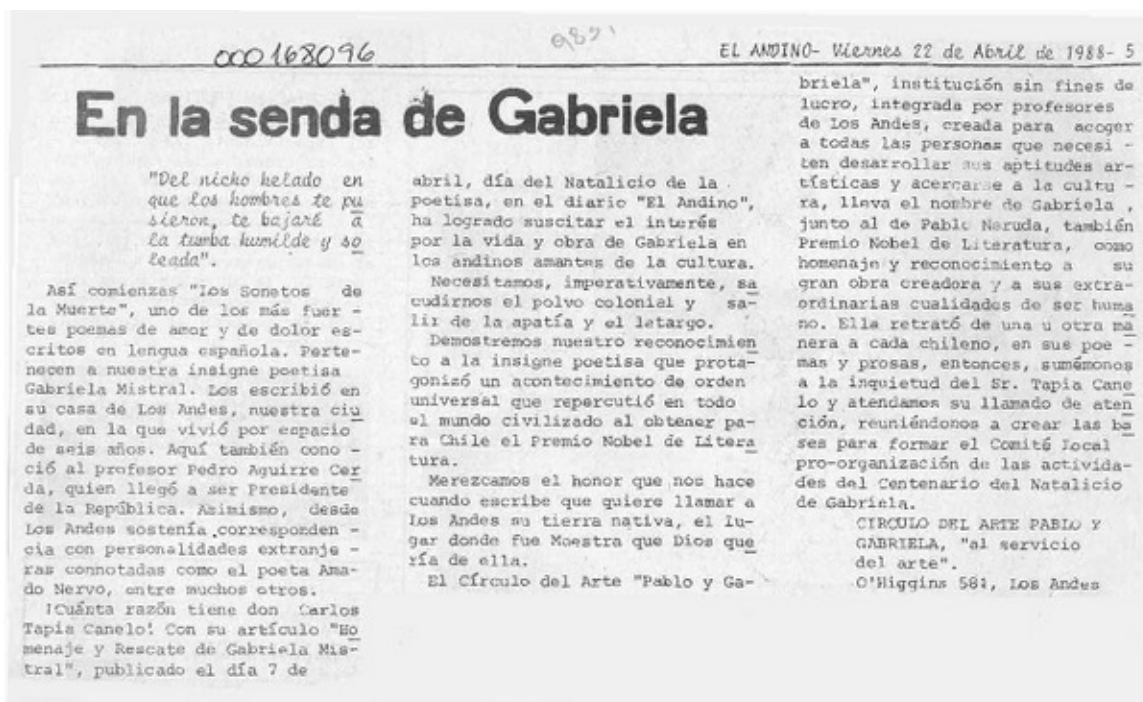 000168096
982
EL ANDINO- Viernes 22 de Abril de 1988- 5
En la senda de Gabriela
"Del nicho helado en
que los hombres te pu
sieron, te bajaré a
la tumba humilde y so
leada".
Así comienzas "Los Sonetos de
la Muerte", uno de los más fuer -
tes poemas de amor y de dolor es-
critos en lengua española. Perte-
necen a nuestra insigne poetisa
Gabriela Mistral. Los escribió en
su casa de Los Andes, nuestra ciu
dad, en la que vivió por espacio
de seis años. Aquí también cono -
ció al profesor Pedro Aguirre Cer
da, quien llegó a ser Presidente
de la República. Asimismo, desde
Los Andes sostenía corresponden -
cia con personalidades extranje -
ras connotadas como el poeta Ama-
do Nervo, entre muchos otros.
¡Cuánta razón tiene don Carlos
Tapia Canelo! Con su artículo "Ho
menaje y Rescate de Gabriela Mis-
tral", publicado el día 7 de
abril, día del Natalicio de la
poetisa, en el diario "El Andino",
ha logrado suscitar el interés
por la vida y obra de Gabriela en
los andinos amantes de la cultura.
Necesitamos, imperativamente, sa
cudirnos el polvo colonial y sa-
lir de la apatía y el letargo.
Demostremos nuestro reconocimien
to a la insigne poetisa que prota-
gonizó un acontecimiento de orden
universal que repercutió en todo
el mundo civilizado al obtener pa-
ra Chile el Premio Nobel de Litera
tura.
Merezcamos el honor que nos hace
cuando escribe que quiere llamar a
Los Andes su tierra nativa, el lu-
gar donde fue Maestra que Dios que
ría de ella.
El Círculo del Arte "Pablo y Ga-
briela", institución sin fines de
lucro, integrada por profesores
de Los Andes, creada para acoger
a todas las personas que necesi -
ten desarrollar sus aptitudes ar-
tísticas y acercarse a la cultu -
ra, lleva el nombre de Gabriela ,
junto al de Pablo Neruda, también
Premio Nobel de Literatura, como
homenaje y reconocimiento a su
gran obra creadora y a sus extra-
ordinarias cualidades de ser huma
no. Ella retrató de una u otra ma
nera a cada chileno, en sus poe -
mas y prosas, entonces, sumémonos
a la inquietud del Sr. Tapia Cane
lo y atendamos su llamado de aten
ción, reuniéndonos a crear las ba
ses para formar el Comité local
pro-organización de las activida-
des del Centenario del Natalicio
de Gabriela.
CIRCULO DEL ARTE PABLO Y
GABRIELA, "al servicio
del arte".
O'Higgins 581, Los Andes